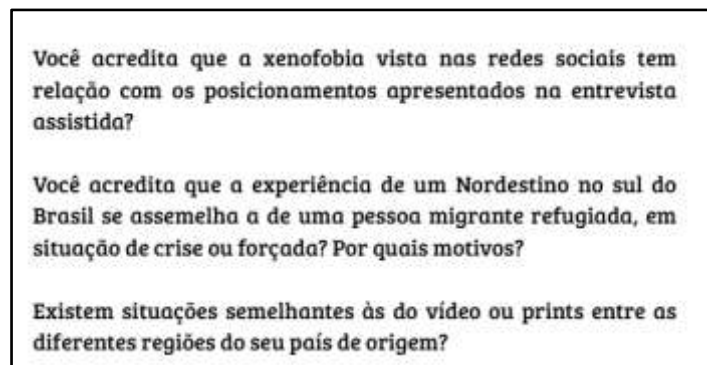 Você acredita que a xenofobia vista nas redes sociais tem
relação com os posicionamentos apresentados na entrevista
assistida?
Você acredita que a experiência de um Nordestino no sul do
Brasil se assemelha a de uma pessoa migrante refugiada, em
situação de crise ou forçada? Por quais motivos?
Existem situações semelhantes às do vídeo ou prints entre as
diferentes regiões do seu país de origem?